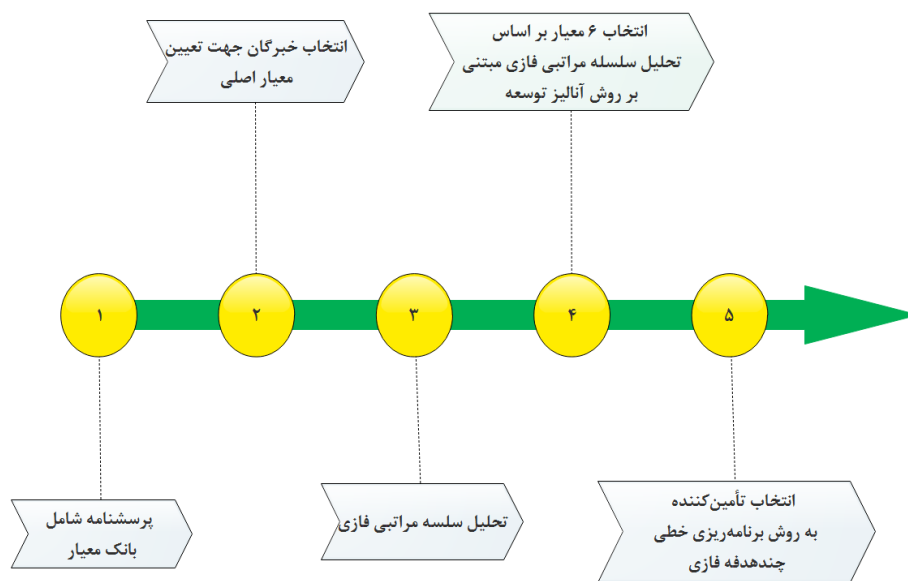 انتخاب خبرگان جهت تعیین
معیار اصلی
انتخاب ۶ معیار بر اساس
تحلیل سلسله مراتبی فازی مبتنی
بر روش آنالیز توسعه
۱
۲
۳
۴
۵
پرسشنامه شامل
بانک معیار
تحلیل سلسه مراتبی فازی
انتخاب تأمین‌کننده
به روش برنامه‌ریزی خطی
چندهدفه فازی